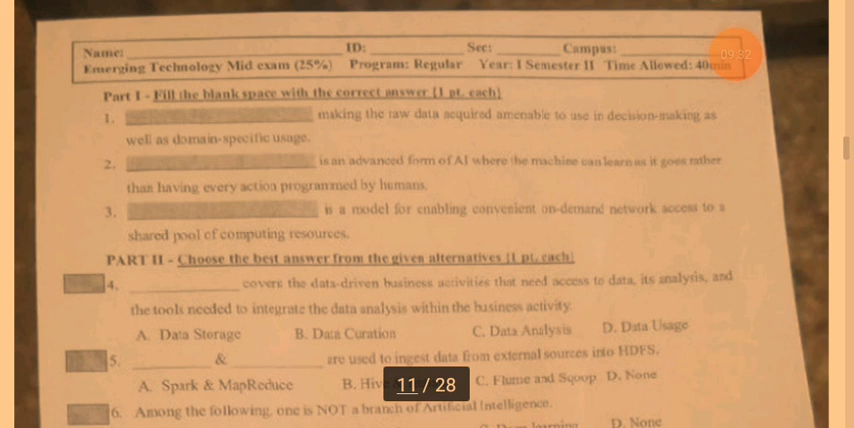 Name: ID: Sec: Campus:
09:32
Emerging Technology Mid exam (25%) Program: Regular Year: I Semester II Time Allowed: 40min
Part I - Fill the blank space with the correct answer [1 pt. each]
1. making the raw data acquired amenable to use in decision-making as
well as domain-specific usage.
2. is an advanced form of AI where the machine can learn as it goes rather
than having every action programmed by humans.
3. is a model for enabling convenient on-demand network access to a
shared pool of computing resources.
PART II - Choose the best answer from the given alternatives [1 pt. each]
4. covers the data-driven business activities that need access to data, its analysis, and
the tools needed to integrate the data analysis within the business activity.
A. Data Storage B. Data Curation C. Data Analysis D. Data Usage
5. & are used to ingest data from external sources into HDFS.
A. Spark & MapReduce B. Hiv C. Flume and Sqoop D. None
11 / 28
6. Among the following, one is NOT a branch of Artificial Intelligence.
learning D. None